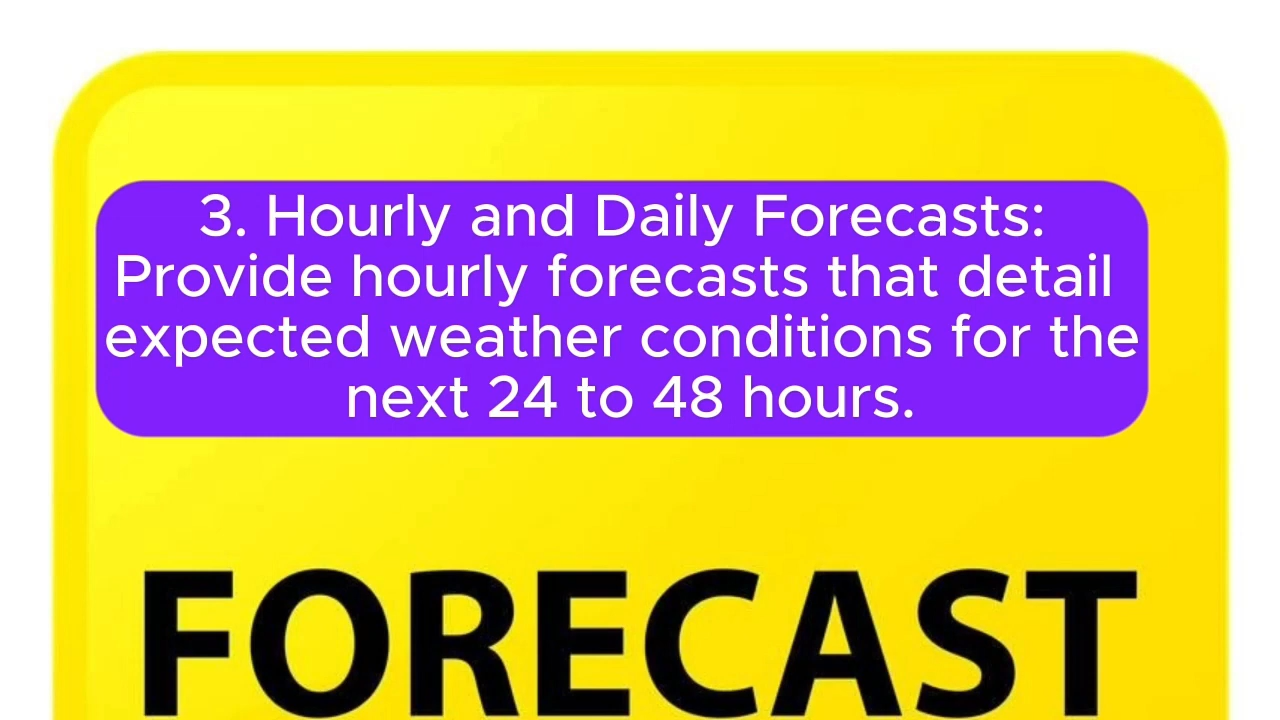 3. Hourly and Daily Forecasts:
Provide hourly forecasts that detail
expected weather conditions for the
next 24 to 48 hours.
FORECAST